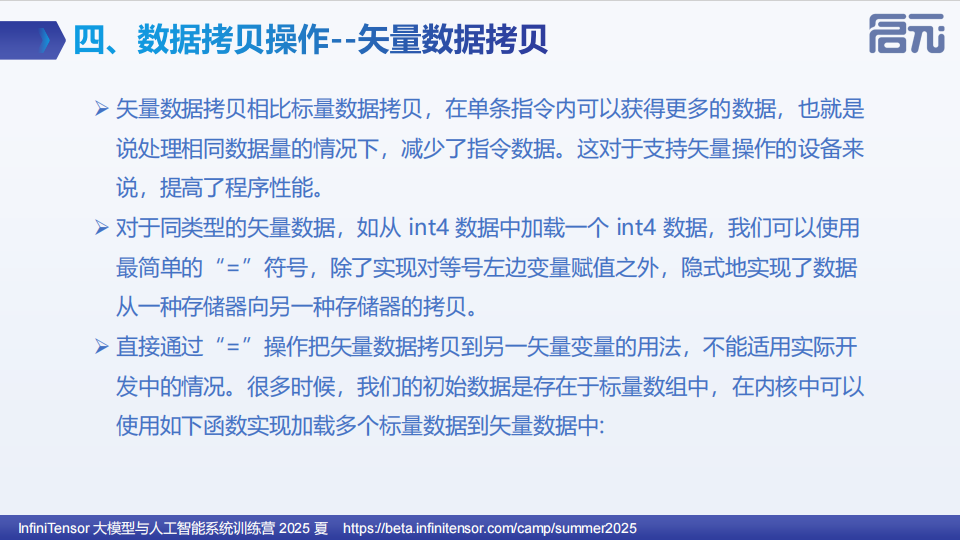 四、数据拷贝操作--矢量数据拷贝
启元
➢ 矢量数据拷贝相比标量数据拷贝，在单条指令内可以获得更多的数据，也就是
说处理相同数据量的情况下，减少了指令数据。这对于支持矢量操作的设备来
说，提高了程序性能。
➢ 对于同类型的矢量数据，如从 int4 数据中加载一个 int4 数据，我们可以使用
最简单的“=”符号，除了实现对等号左边变量赋值之外，隐式地实现了数据
从一种存储器向另一种存储器的拷贝。
➢ 直接通过“=”操作把矢量数据拷贝到另一矢量变量的用法，不能适用实际开
发中的情况。很多时候，我们的初始数据是存在于标量数组中，在内核中可以
使用如下函数实现加载多个标量数据到矢量数据中:
InfiniTensor 大模型与人工智能系统训练营 2025 夏 https://beta.infinitensor.com/camp/summer2025